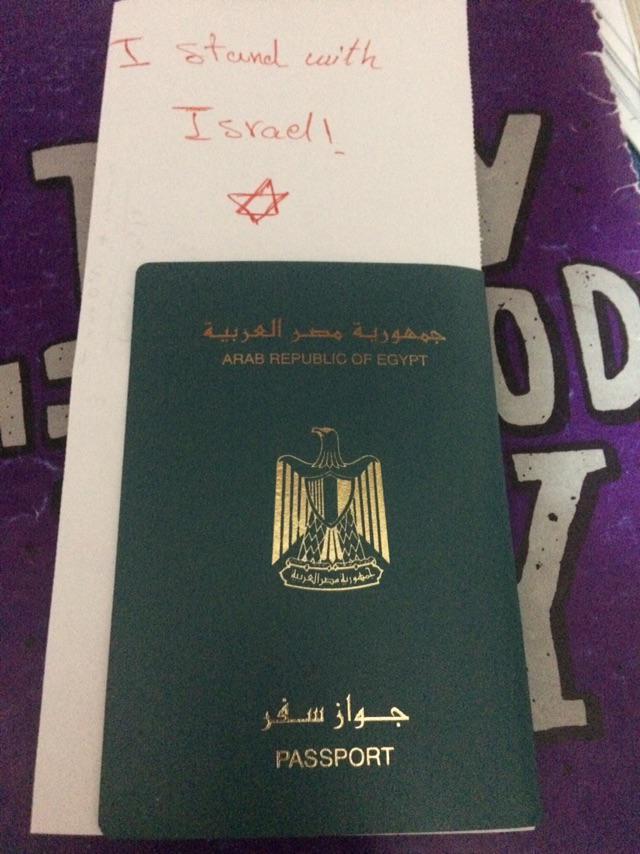 I stand with
Israel!
جمهورية مصر العربية
ARAB REPUBLIC OF EGYPT
جمهورية مصر العربية
جواز سفر
PASSPORT